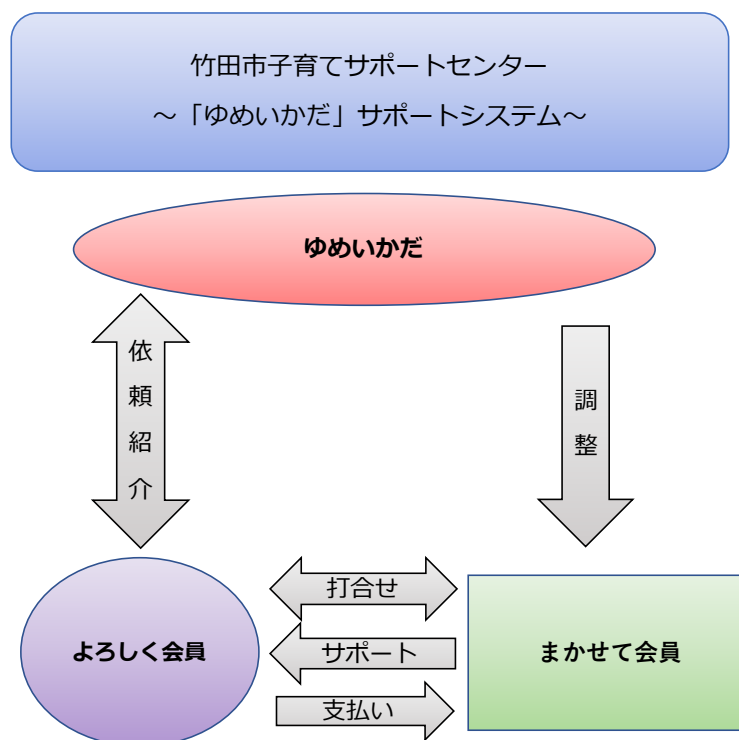 竹田市子育てサポートセンター
～「ゆめいかだ」サポートシステム～
ゆめいかだ
依頼紹介
調整
打合せ
よろしく会員
サポート
まかせて会員
支払い